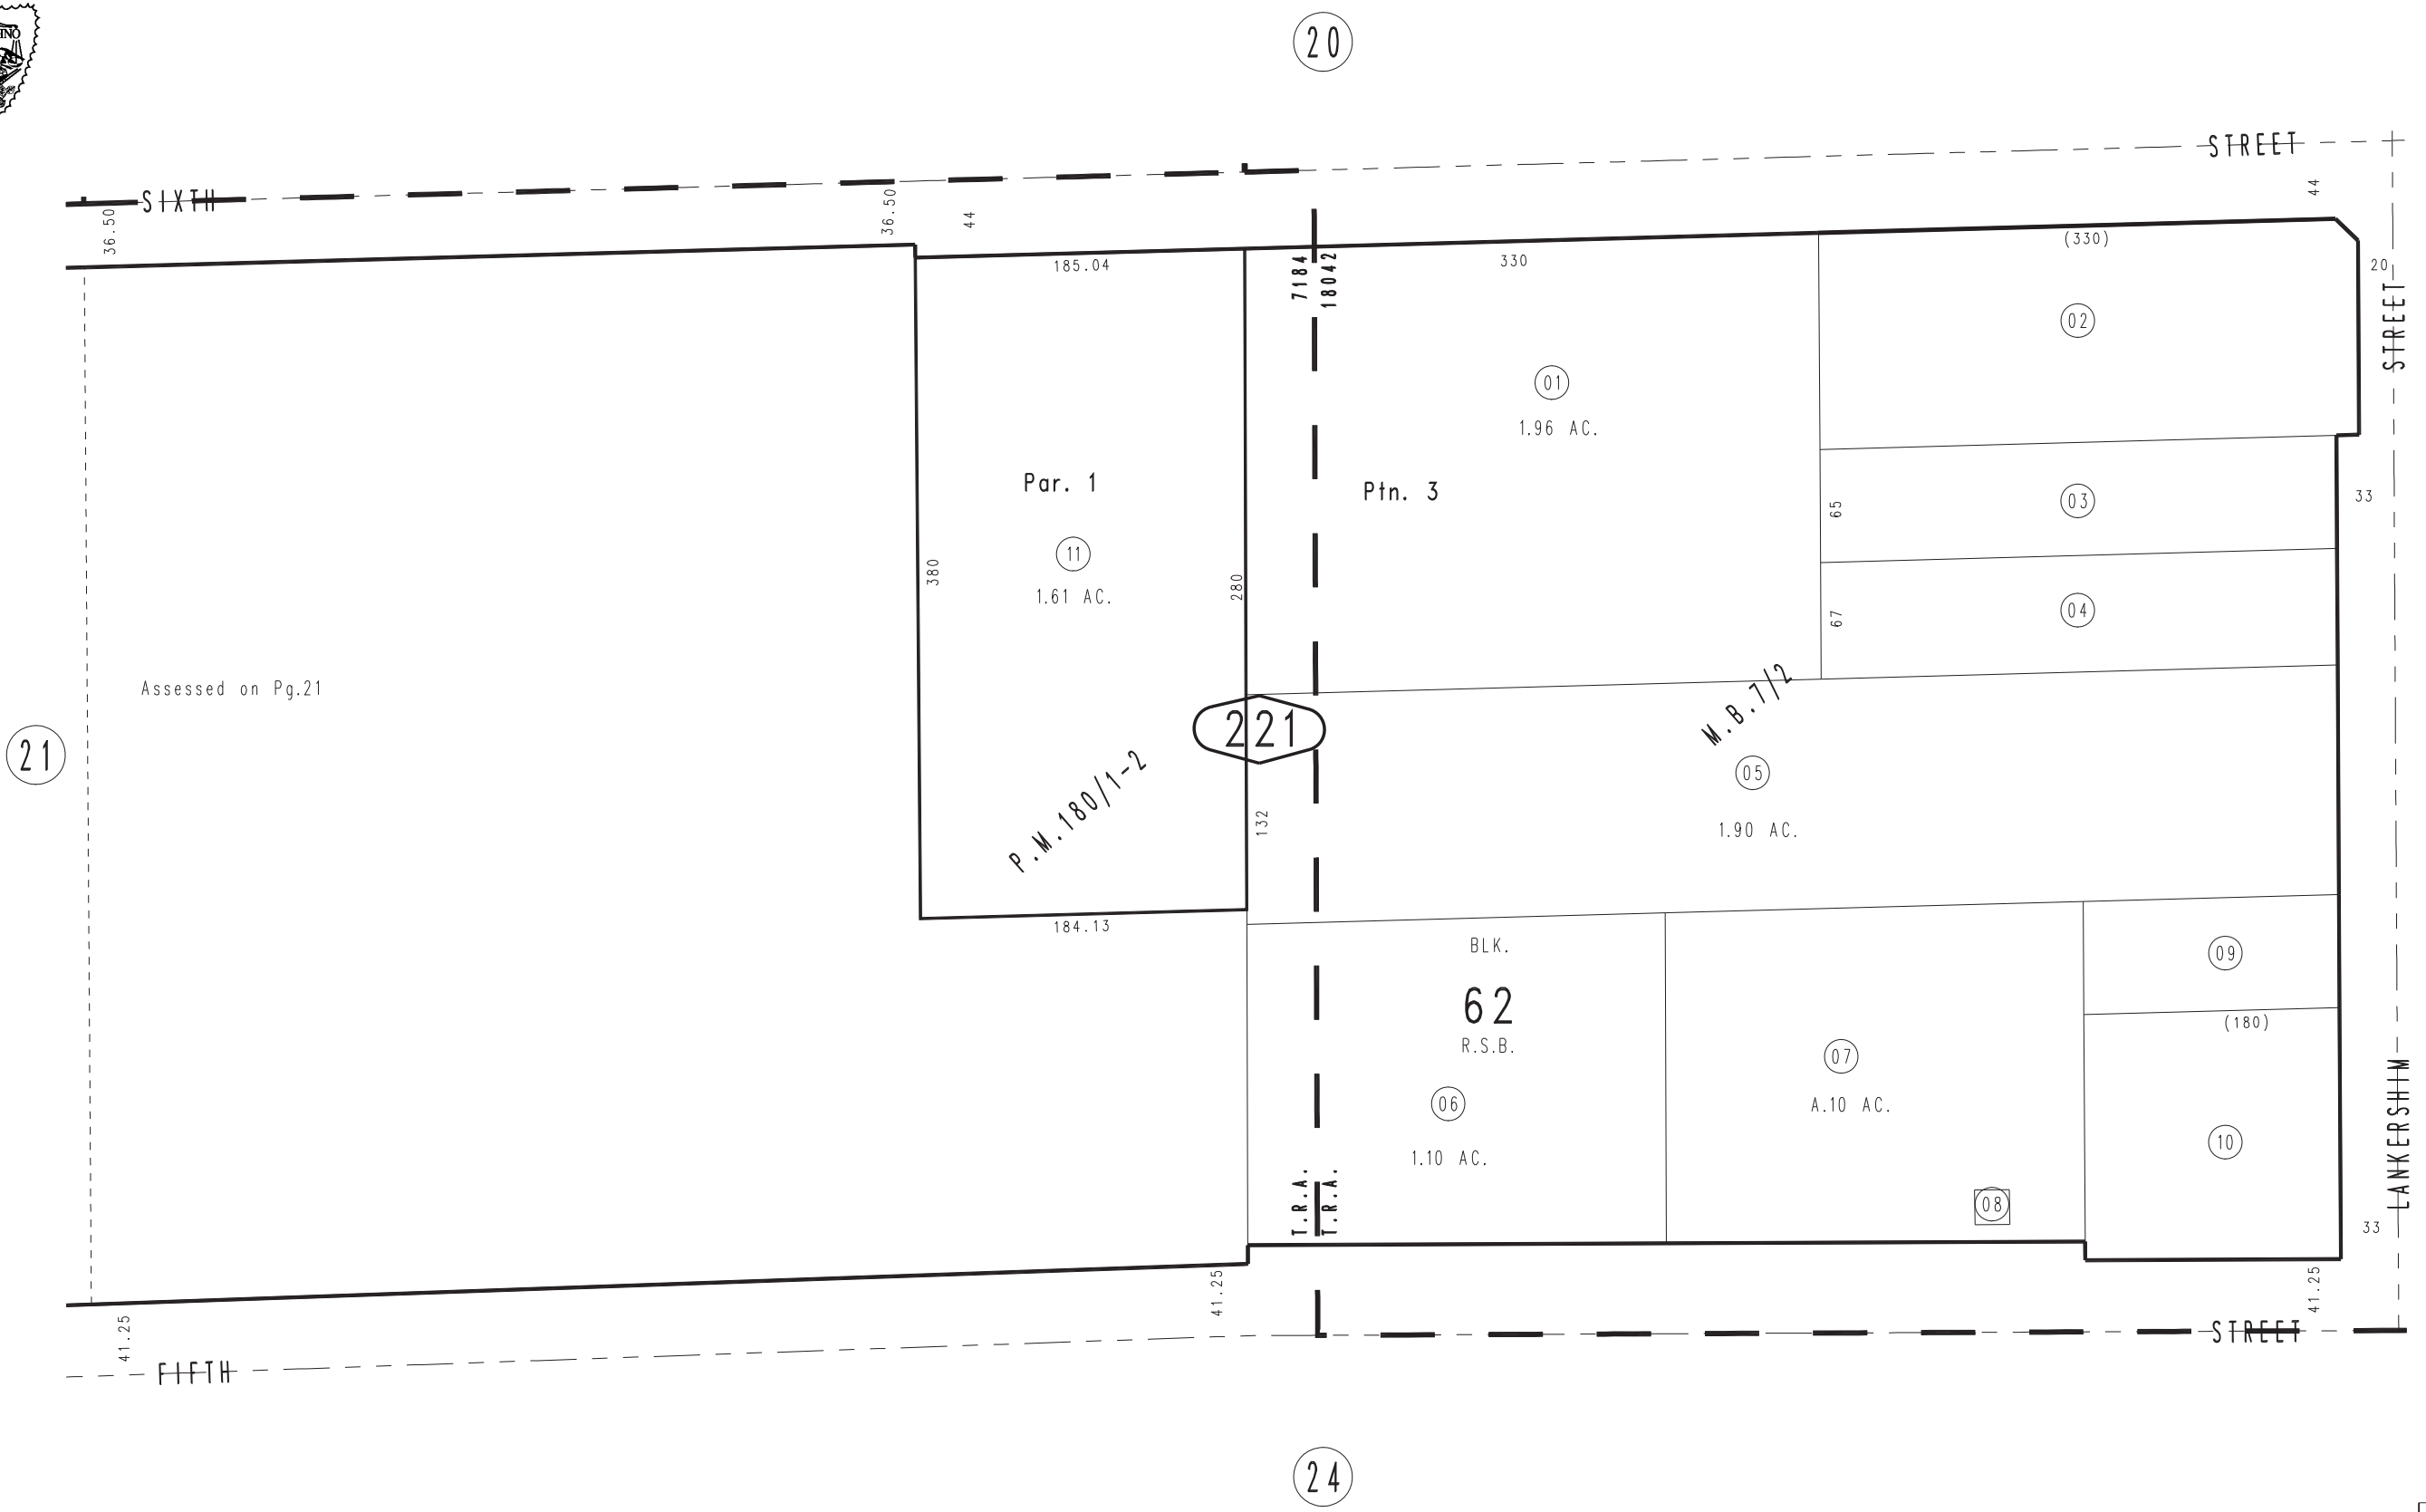 20
STREET
SIXTH
36.50
36.50
44
44
185.04
330
(330)
20
7184
18042
STREET
02
01
1.96 AC.
Par. 1
Ptn. 3
03
33
65
11
380
280
1.61 AC.
04
67
Assessed on Pg.21
221
M.B.7/2
21
05
P.M.180/1-2
132
1.90 AC.
184.13
BLK.
09
62
(180)
R.S.B.
07
06
A.10 AC.
10
LANKERSHIM
1.10 AC.
T.R.A.
T.R.A.
08
33
41.25
41.25
41.25
STREET
FIFTH
24